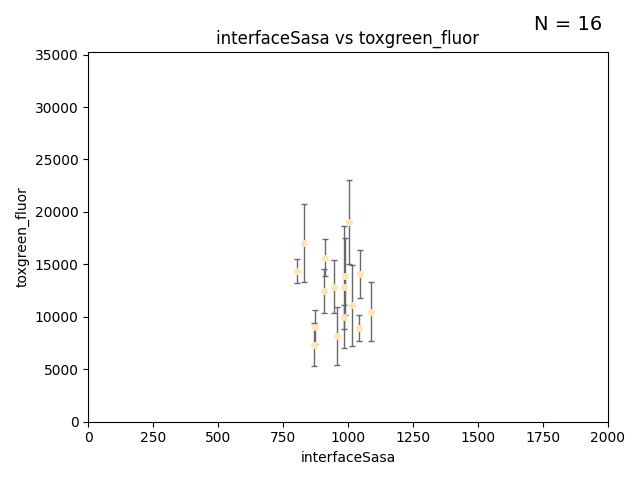 N = 16
interfaceSasa vs toxgreen_fluor
35000
30000
25000
20000
15000
10000
5000
0
toxgreen_fluor
0 250 500 750 1000 1250 1500 1750 2000
interfaceSasa